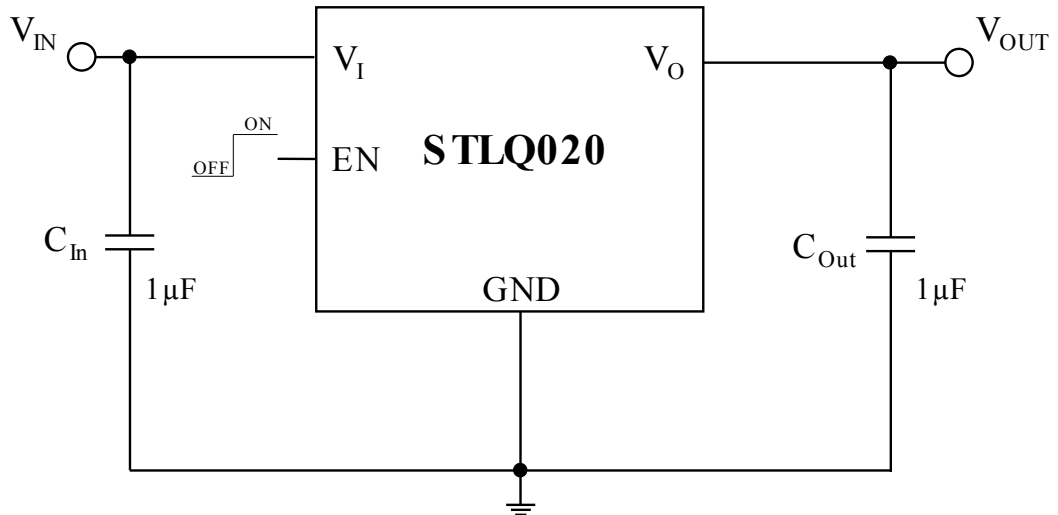 VIN
VOUT
VI
VO
ON
OFF
EN
STLQ020
CIn
1µF
COut
1µF
GND